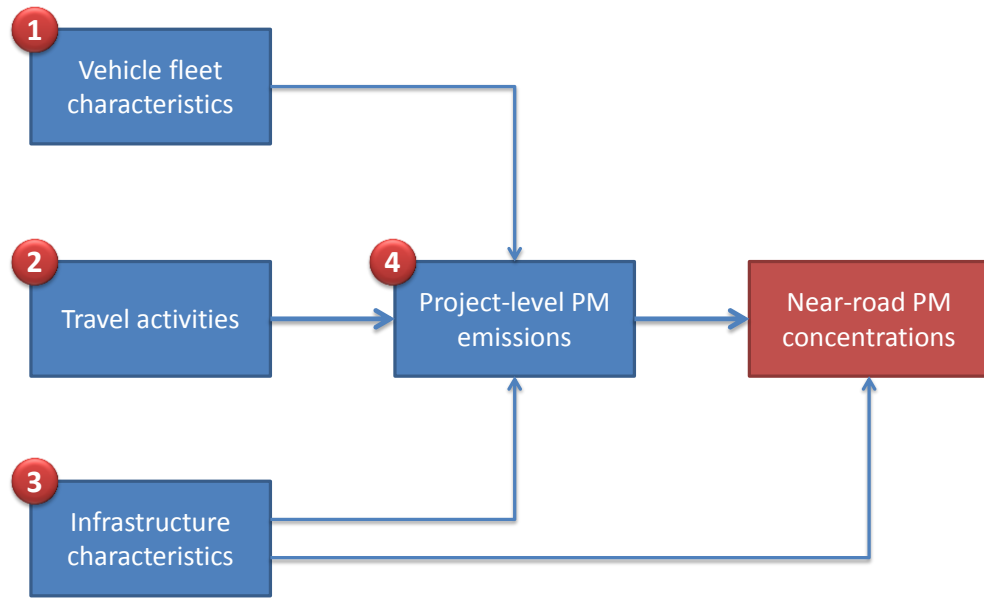 1
Vehicle fleet
characteristics
2
Travel activities
4
Project-level PM
emissions
Near-road PM
concentrations
3
Infrastructure
characteristics